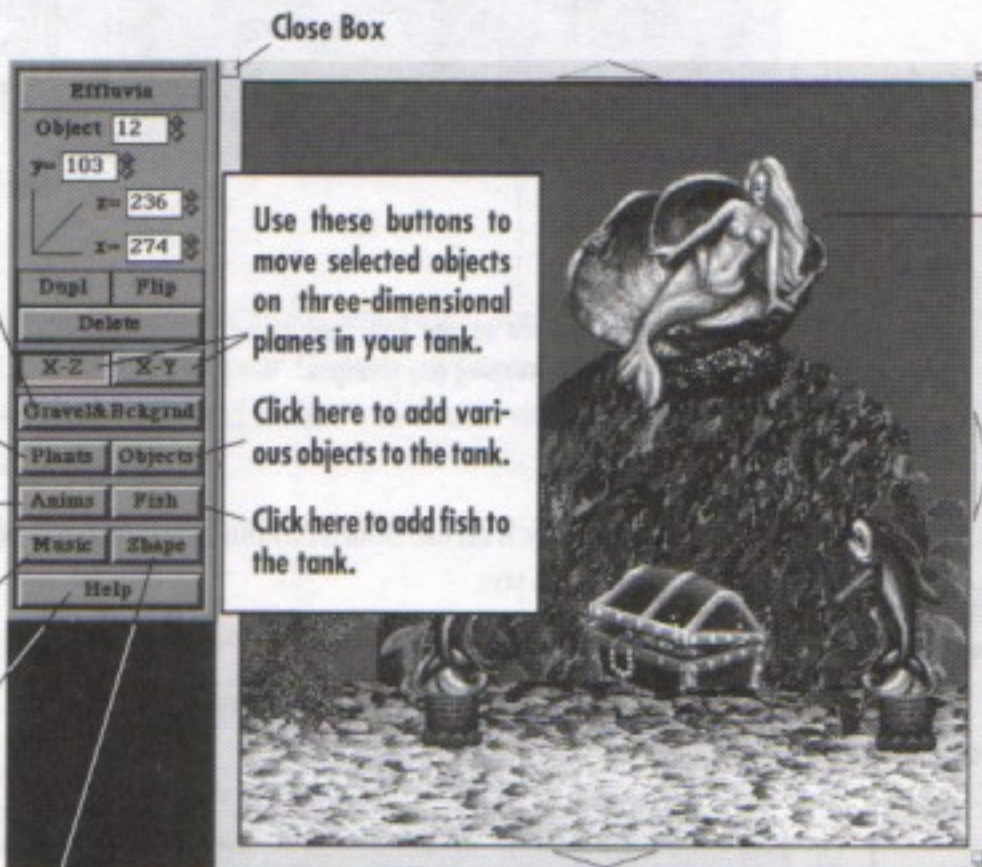 Close Box
Effluvia
Object 12
y= 103
z= 236
x= 274
Dupl Flip
Delete
X-Z X-Y
Gravel&Bckgrnd
Plants Objects
Anims Fish
Music Shape
Help
Use these buttons to
move selected objects
on three-dimensional
planes in your tank.
Click here to add vari-
ous objects to the tank.
Click here to add fish to
the tank.